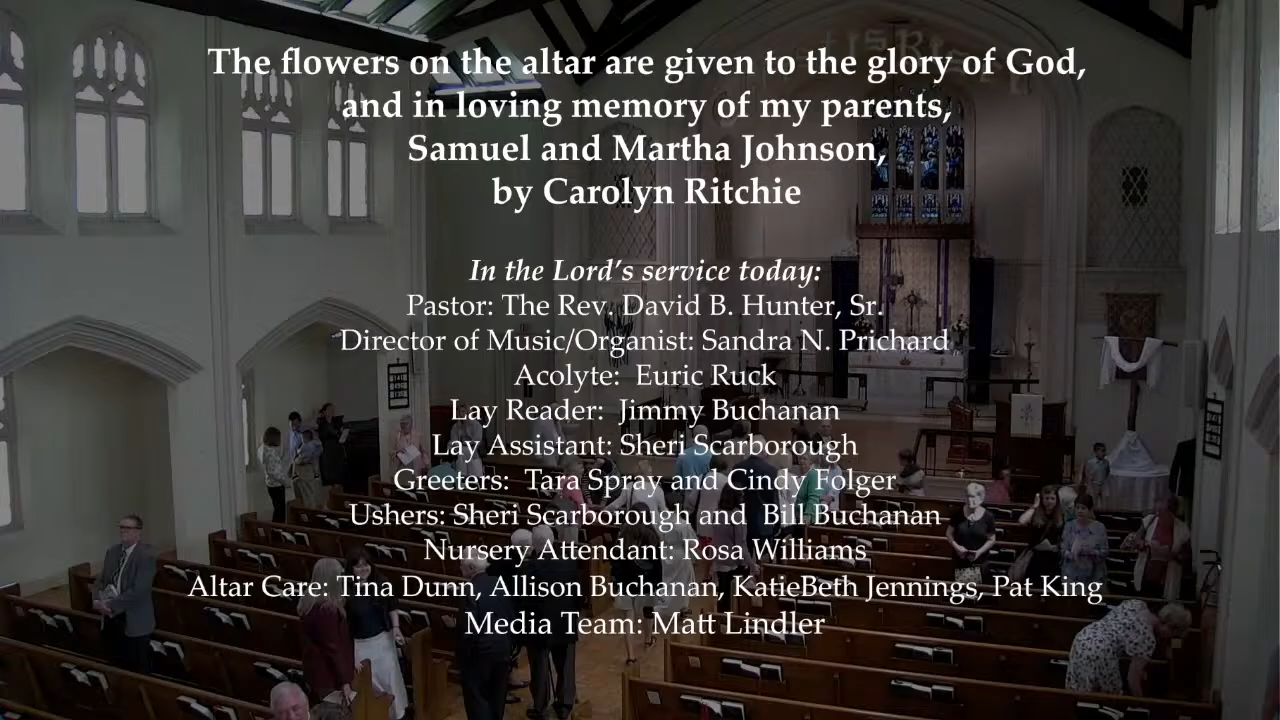 The flowers on the altar are given to the glory of God,
and in loving memory of my parents,
Samuel and Martha Johnson,
by Carolyn Ritchie
In the Lord's service today:
Pastor: The Rev. David B. Hunter, Sr.
Director of Music/Organist: Sandra N. Prichard
Acolyte:  Euric Ruck
Lay Reader:  Jimmy Buchanan
Lay Assistant: Sheri Scarborough
Greeters:  Tara Spray and Cindy Folger
Ushers: Sheri Scarborough and  Bill Buchanan
Nursery Attendant: Rosa Williams
Altar Care: Tina Dunn, Allison Buchanan, KatieBeth Jennings, Pat King
Media Team: Matt Lindler